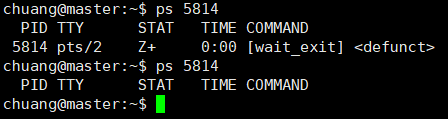 chuang@master:~$ ps 5814
  PID TTY      STAT   TIME COMMAND
 5814 pts/2    Z+     0:00 [wait_exit] <defunct>
chuang@master:~$ ps 5814
  PID TTY      STAT   TIME COMMAND
chuang@master:~$